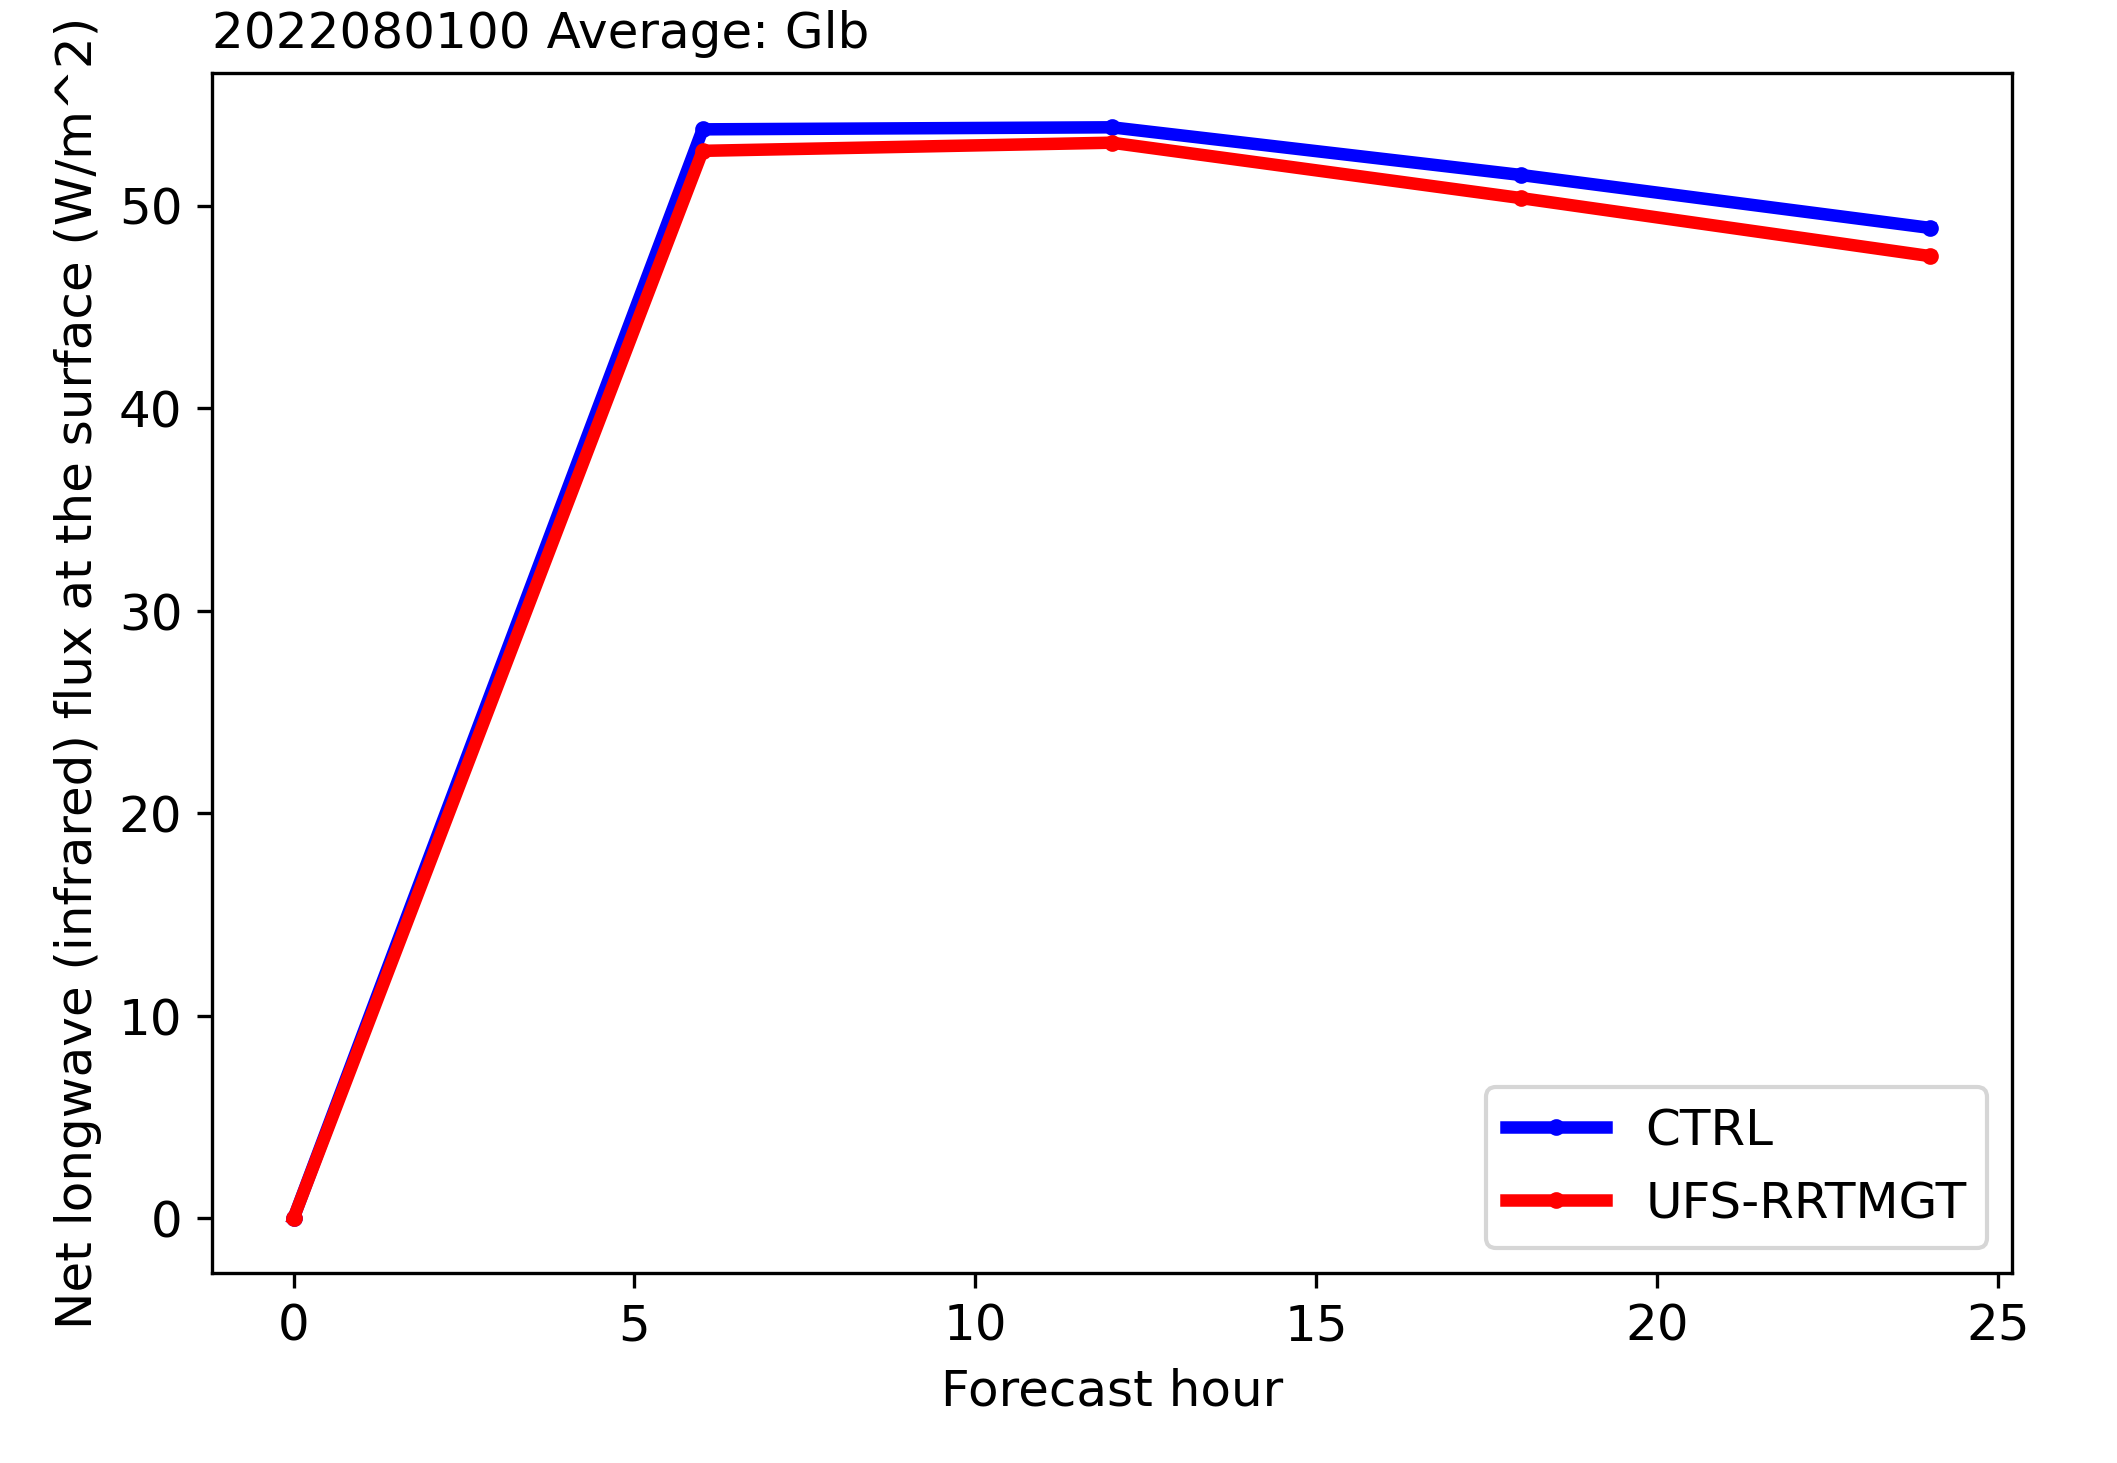 2022080100 Average: Glb
Net longwave (infrared) flux at the surface (W/m^2)
50
40
30
20
10
0
0 5 10 15 20 25
Forecast hour
CTRL
UFS-RRTMGT